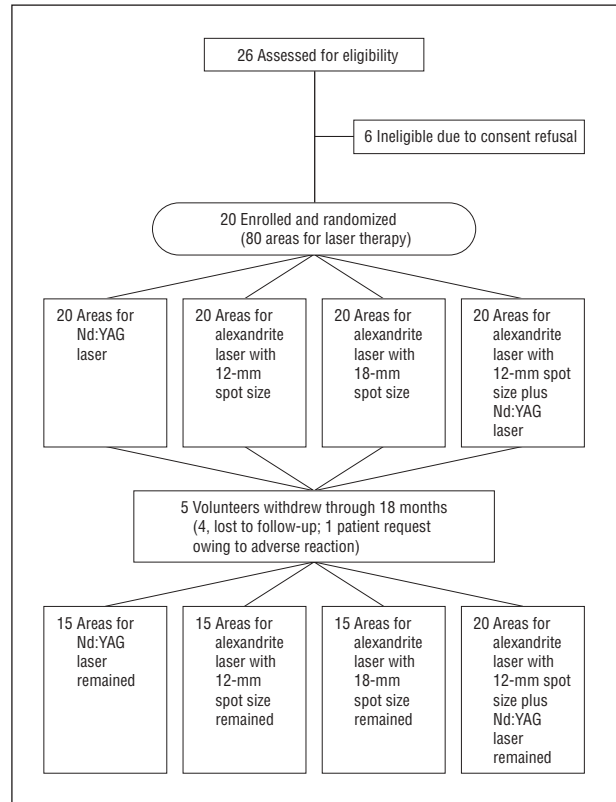 26 Assessed for eligibility
6 Ineligible due to consent refusal
20 Enrolled and randomized
(80 areas for laser therapy)
20 Areas for
Nd:YAG
laser
20 Areas for
alexandrite
laser with
12-mm
spot size
20 Areas for
alexandrite
laser with
18-mm
spot size
20 Areas for
alexandrite
laser with
12-mm spot
size plus
Nd:YAG
laser
5 Volunteers withdrew through 18 months
(4, lost to follow-up; 1 patient request
owing to adverse reaction)
15 Areas for
Nd:YAG
laser
remained
15 Areas for
alexandrite
laser with
12-mm
spot size
remained
15 Areas for
alexandrite
laser with
18-mm
spot size
remained
20 Areas for
alexandrite
laser with
12-mm spot
size plus
Nd:YAG
laser
remained